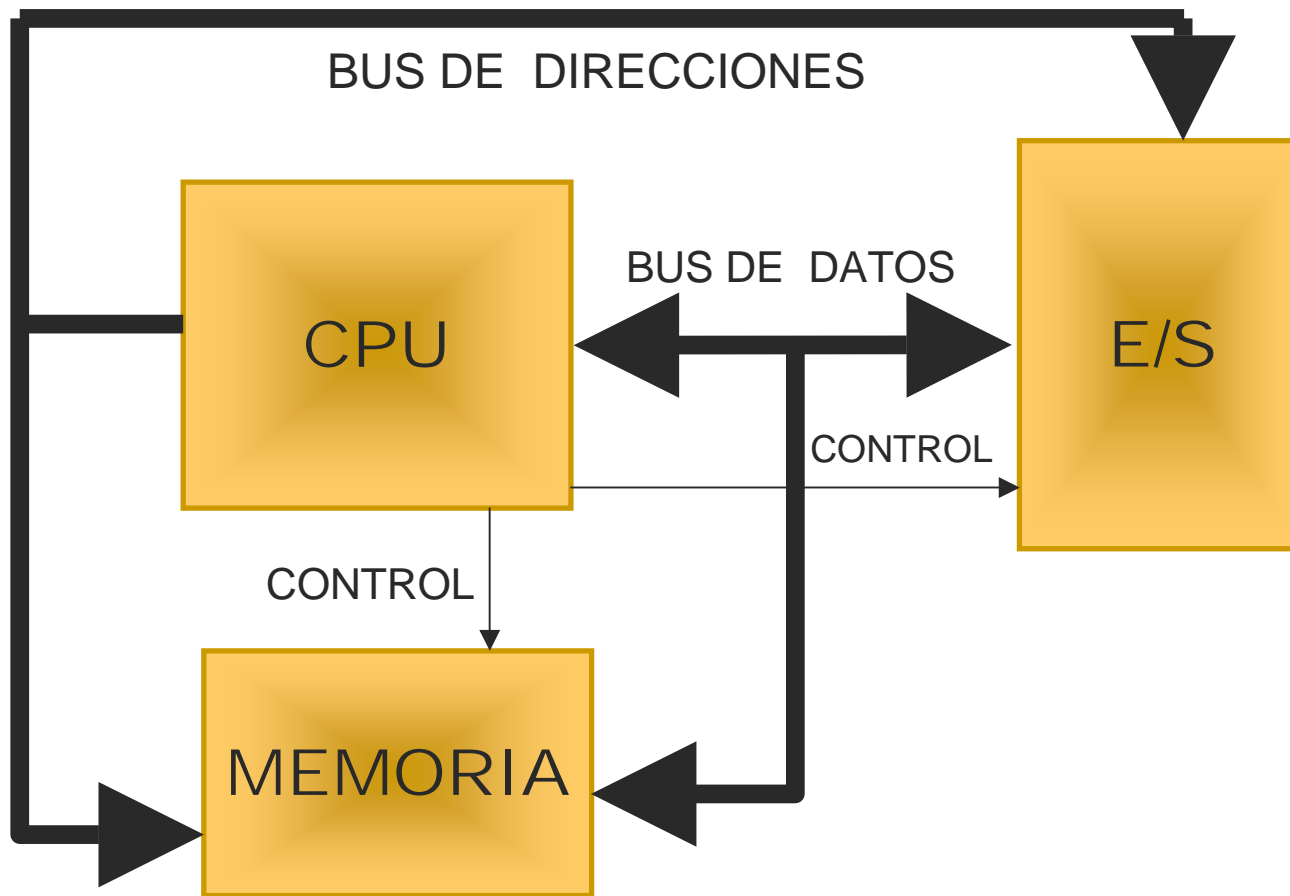 BUS DE DIRECCIONES
BUS DE DATOS
CPU
E/S
CONTROL
CONTROL
MEMORIA